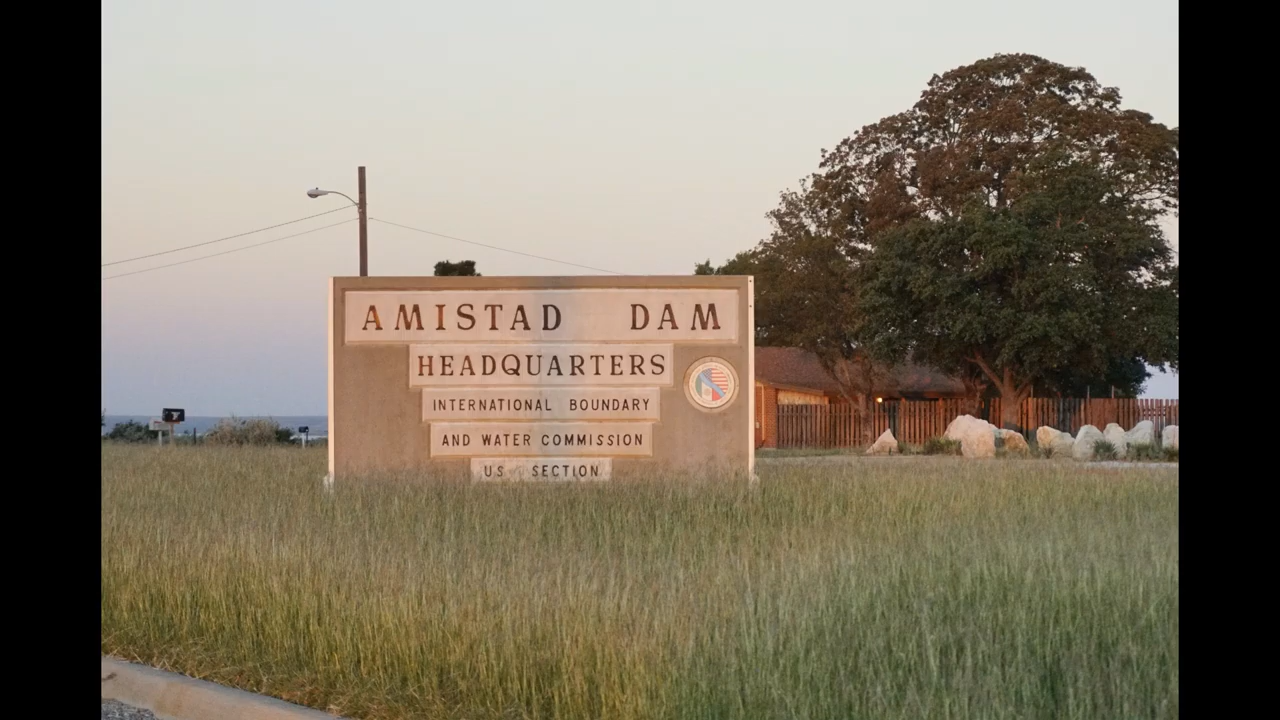 AMISTAD DAM
HEADQUARTERS
INTERNATIONAL BOUNDARY
AND WATER COMMISSION
US SECTION